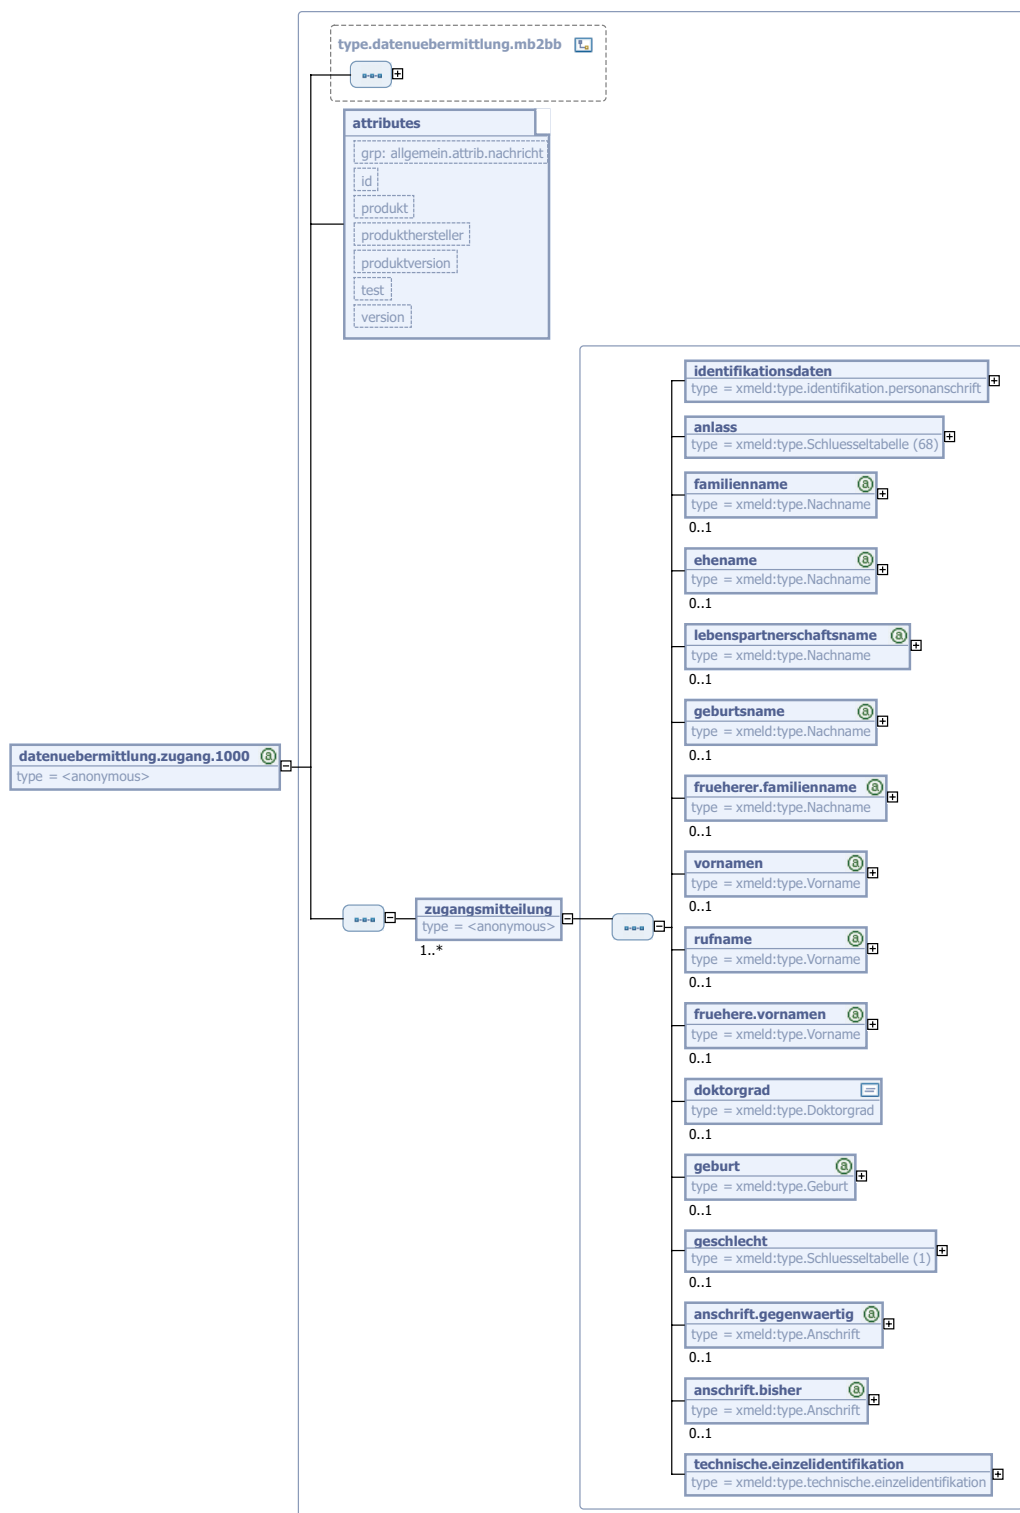 type.datenuebermittlung.mb2bb
attributes
grp: allgemein.attrib.nachricht
id
produkt
produkthersteller
produktversion
test
version
datenuebermittlung.zugang.1000
type = <anonymous>
zugangsmitteilung
type = <anonymous>
1..*
identifikationsdaten
type = xmeld:type.identifikation.personanschrift
anlass
type = xmeld:type.Schluesseltabelle (68)
familienname
type = xmeld:type.Nachname
0..1
ehename
type = xmeld:type.Nachname
0..1
lebenspartnerschaftsname
type = xmeld:type.Nachname
0..1
geburtsname
type = xmeld:type.Nachname
0..1
frueherer.familienname
type = xmeld:type.Nachname
0..1
vornamen
type = xmeld:type.Vorname
0..1
rufname
type = xmeld:type.Vorname
0..1
fruehere.vornamen
type = xmeld:type.Vorname
0..1
doktorgrad
type = xmeld:type.Doktorgrad
0..1
geburt
type = xmeld:type.Geburt
0..1
geschlecht
type = xmeld:type.Schluesseltabelle (1)
0..1
anschrift.gegenwaertig
type = xmeld:type.Anschrift
0..1
anschrift.bisher
type = xmeld:type.Anschrift
0..1
technische.einzelidentifikation
type = xmeld:type.technische.einzelidentifikation